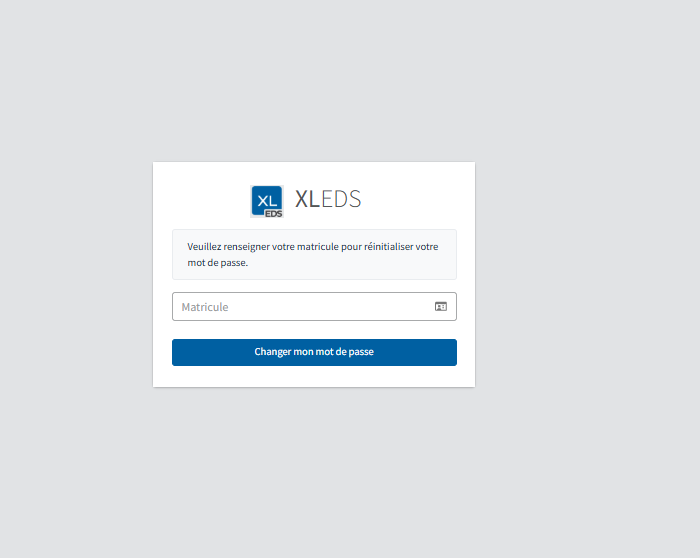 XL
EDS
XLEDS
Veuillez renseigner votre matricule pour réinitialiser votre
mot de passe.
Matricule
Changer mon mot de passe